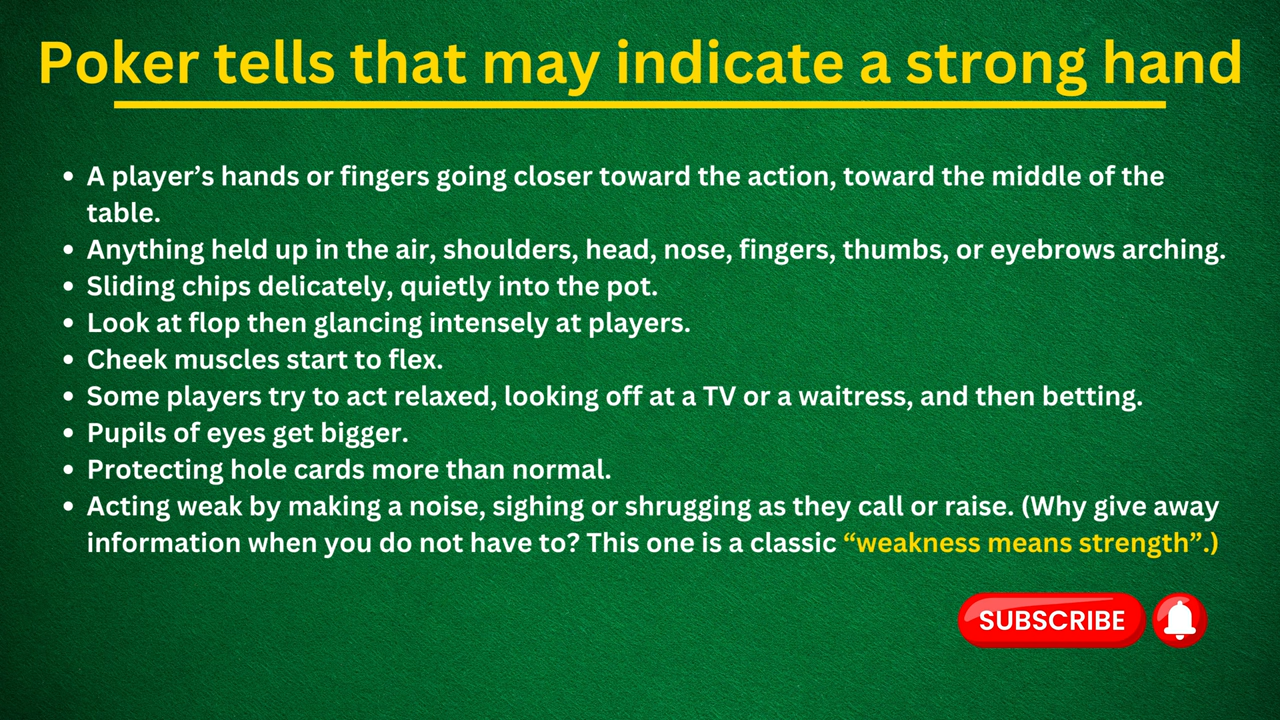 Poker tells that may indicate a strong hand
• A player’s hands or fingers going closer toward the action, toward the middle of the
table.
• Anything held up in the air, shoulders, head, nose, fingers, thumbs, or eyebrows arching.
• Sliding chips delicately, quietly into the pot.
• Look at flop then glancing intensely at players.
• Cheek muscles start to flex.
• Some players try to act relaxed, looking off at a TV or a waitress, and then betting.
• Pupils of eyes get bigger.
• Protecting hole cards more than normal.
• Acting weak by making a noise, sighing or shrugging as they call or raise. (Why give away
information when you do not have to? This one is a classic “weakness means strength”.)
SUBSCRIBE